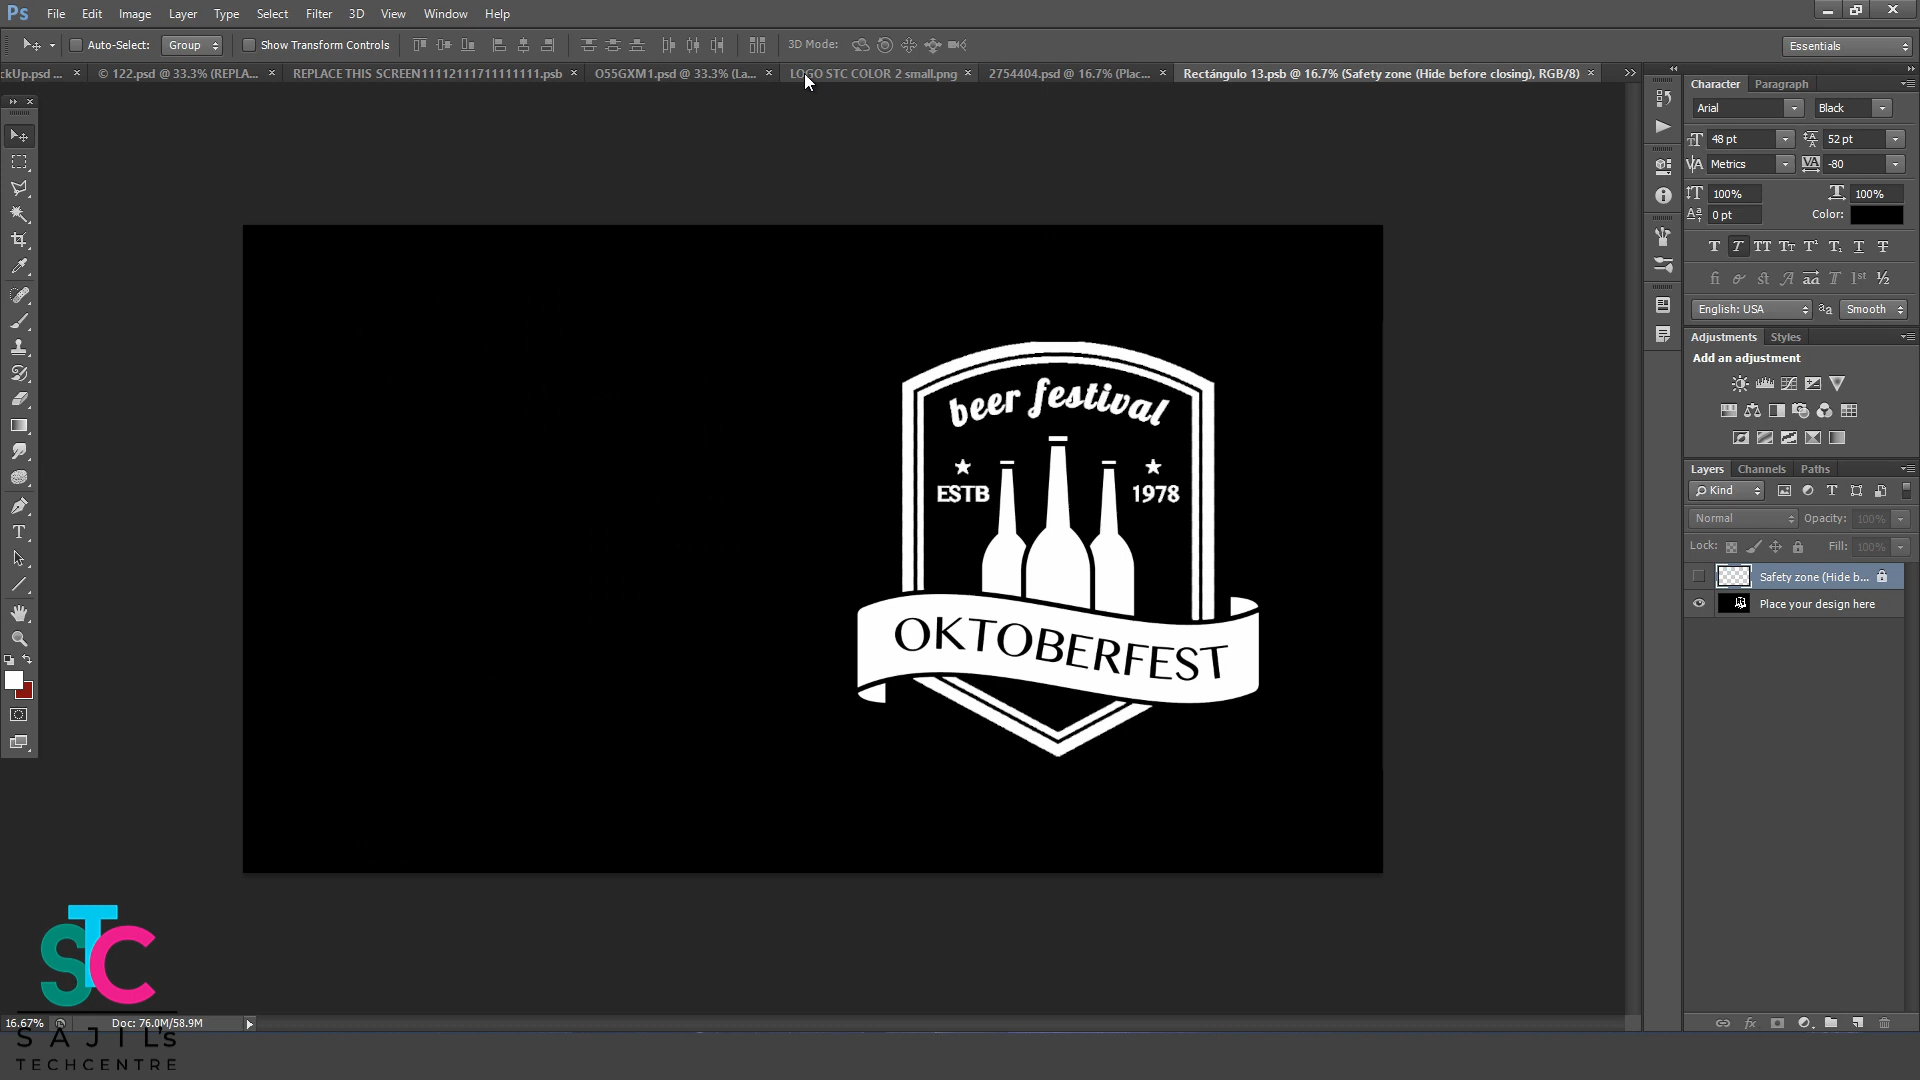 Ps File Edit Image Layer Type Select Filter 3D View Window Help
Auto-Select: Group Show Transform Controls 3D Mode: Essentials
ckUp.psd ... × © 122.psd @ 33.3% (REPLA... × REPLACE THIS SCREEN11112111711111111.psb × O55GXM1.psd @ 33.3% (La... × LOGO STC COLOR 2 small.png × 2754404.psd @ 16.7% (Plac... × Rectángulo 13.psb @ 16.7% (Safety zone (Hide before closing), RGB/8) ×
Character Paragraph
Arial Black
48 pt 52 pt
Metrics -80
100% 100%
0 pt Color:
English: USA Smooth
Adjustments Styles
Add an adjustment
Layers Channels Paths
Kind
Normal Opacity: 100%
Lock: Fill: 100%
Safety zone (Hide b...
Place your design here
beer festival
ESTB 1978
OKTOBERFEST
STC
16.67% Doc: 76.0M/58.9M
SAJIL's
TECHCENTRE